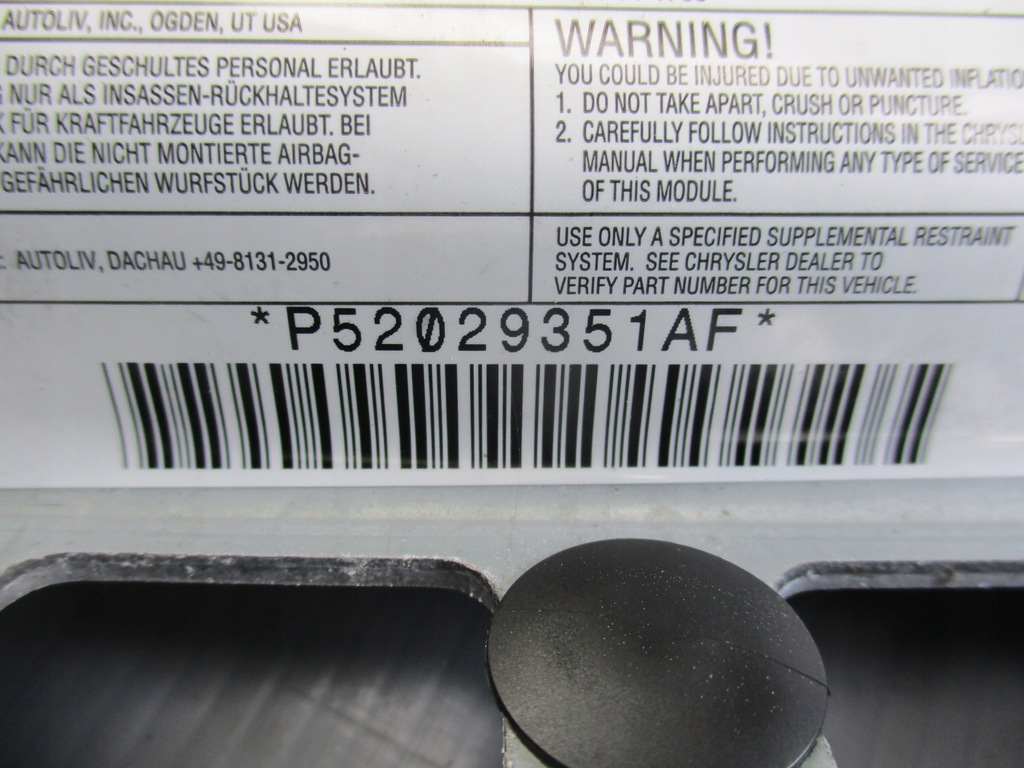 AUTOLIV, INC., OGDEN, UT USA
DURCH GESCHULTES PERSONAL ERLAUBT.
NUR ALS INSASSEN-RÜCKHALTESYSTEM
FÜR KRAFTFAHRZEUGE ERLAUBT. BEI
KANN DIE NICHT MONTIERTE AIRBAG-
GEFÄHRLICHEN WURFSTÜCK WERDEN.
AUTOLIV, DACHAU +49-8131-2950
WARNING!
YOU COULD BE INJURED DUE TO UNWANTED INFLATIO
1. DO NOT TAKE APART, CRUSH OR PUNCTURE.
2. CAREFULLY FOLLOW INSTRUCTIONS IN THE CHRYSL
MANUAL WHEN PERFORMING ANY TYPE OF SERVICE
OF THIS MODULE.
USE ONLY A SPECIFIED SUPPLEMENTAL RESTRAINT
SYSTEM. SEE CHRYSLER DEALER TO
VERIFY PART NUMBER FOR THIS VEHICLE.
*P52029351AF*